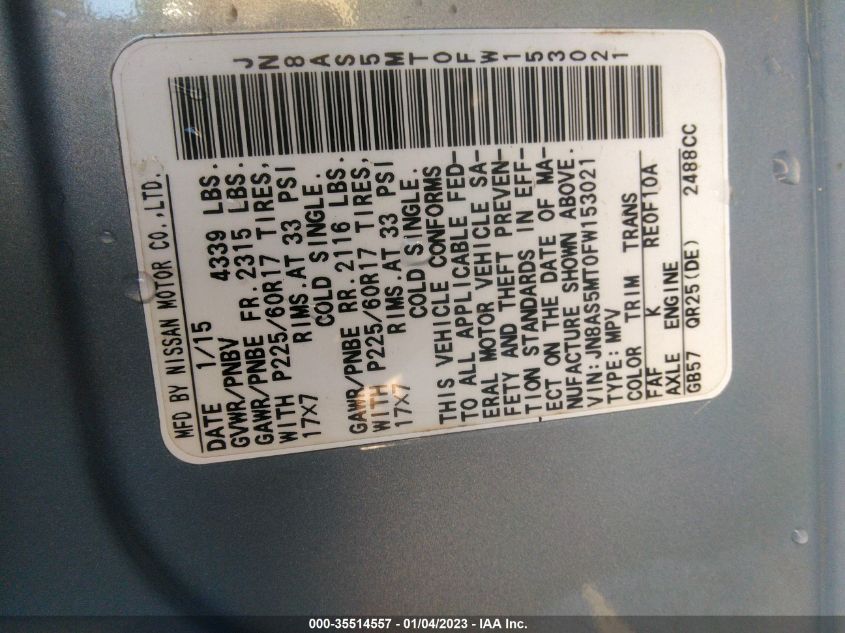 JN8AS5MT0FW153021
MFD BY NISSAN MOTOR CO.,LTD.
DATE 1/15
GVWR/PNBV 4339 LBS.
GAWR/PNBE FR. 2315 LBS.
WITH P225/60R17 TIRES,
17X7 RIMS.AT 33 PSI
COLD SINGLE.
GAWR/PNBE RR. 2116 LBS.
WITH P225/60R17 TIRES,
17X7 RIMS.AT 33 PSI
COLD SINGLE.
THIS VEHICLE CONFORMS
TO ALL APPLICABLE FED-
ERAL MOTOR VEHICLE SA-
FETY AND THEFT PREVEN-
TION STANDARDS IN EFF-
ECT ON THE DATE OF MA-
NUFACTURE SHOWN ABOVE.
VIN: JN8AS5MT0FW153021
TYPE: MPV
COLOR TRIM TRANS
FAF K RE0F10A
AXLE ENGINE
GB57 QR25(DE) 2488CC
000-35514557 - 01/04/2023 - IAA Inc.